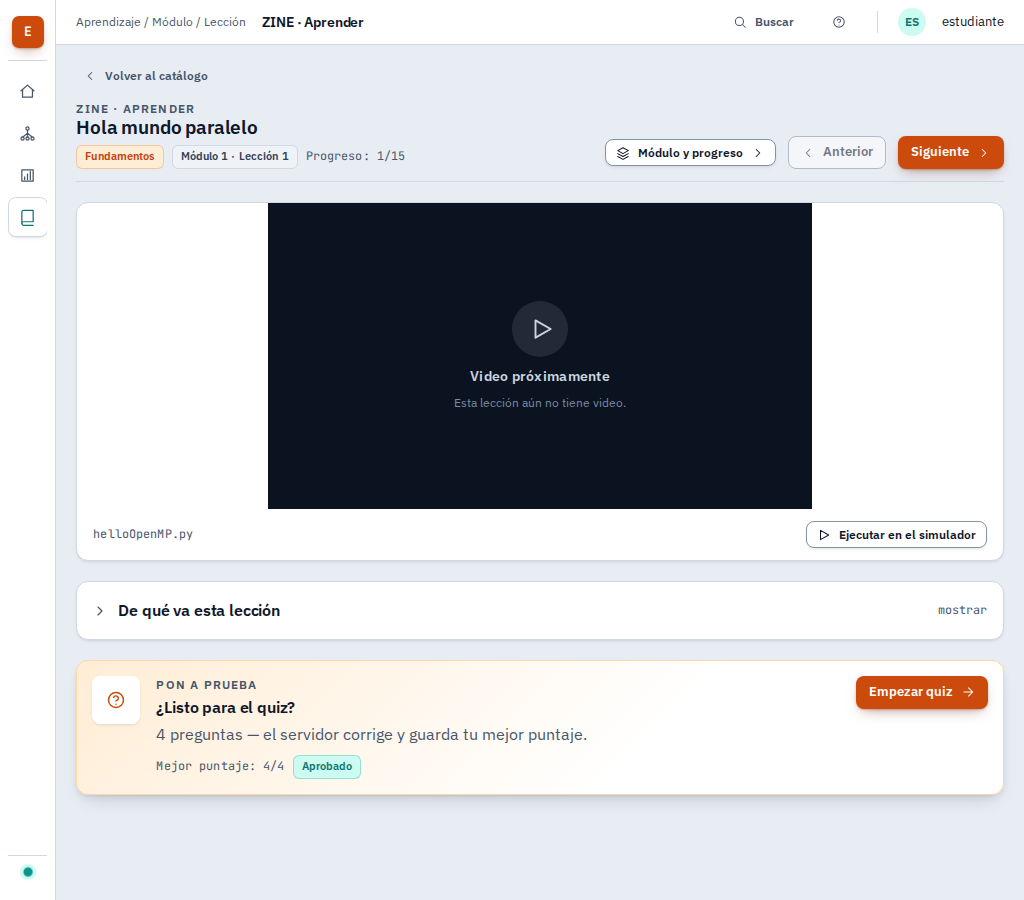 E
Aprendizaje / Módulo / Lección
ZINE · Aprender
Buscar
ES
estudiante
Volver al catálogo
ZINE · APRENDER
Hola mundo paralelo
Fundamentos
Módulo 1 · Lección 1
Progreso: 1/15
Módulo y progreso
Anterior
Siguiente
Video próximamente
Esta lección aún no tiene video.
helloOpenMP.py
Ejecutar en el simulador
De qué va esta lección
mostrar
PON A PRUEBA
¿Listo para el quiz?
4 preguntas — el servidor corrige y guarda tu mejor puntaje.
Mejor puntaje: 4/4
Aprobado
Empezar quiz